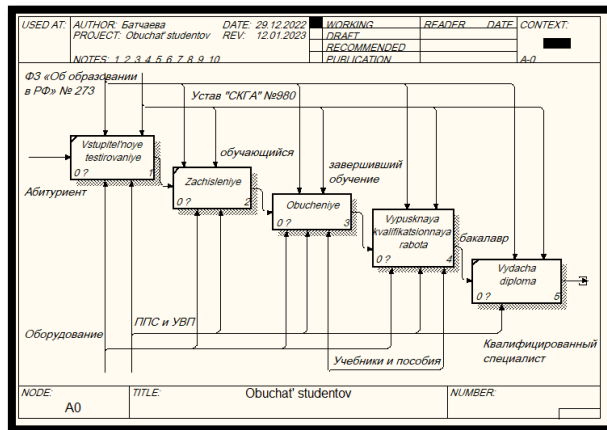 USED AT:
AUTHOR: Батчаева
DATE: 29.12.2022
PROJECT: Obuchat' studentov
REV: 12.01.2023
NOTES: 1 2 3 4 5 6 7 8 9 10
WORKING
DRAFT
RECOMMENDED
PUBLICATION
READER
DATE
CONTEXT:
A-0
ФЗ «Об образовании
в РФ» № 273
Устав "СКГА" №980
Vstupitel'noye
testirovaniye
0 ?
1
Абитуриент
обучающийся
Zachisleniye
0 ?
2
завершивший
обучение
Obucheniye
0 ?
3
Vypusknaya
kvalifikatsionnaya
rabota
0 ?
4
бакалавр
Vydacha
diploma
0 ?
5
ППС и УВП
Оборудование
Учебники и пособия
Квалифицированный
специалист
NODE:
A0
TITLE:
Obuchat' studentov
NUMBER: